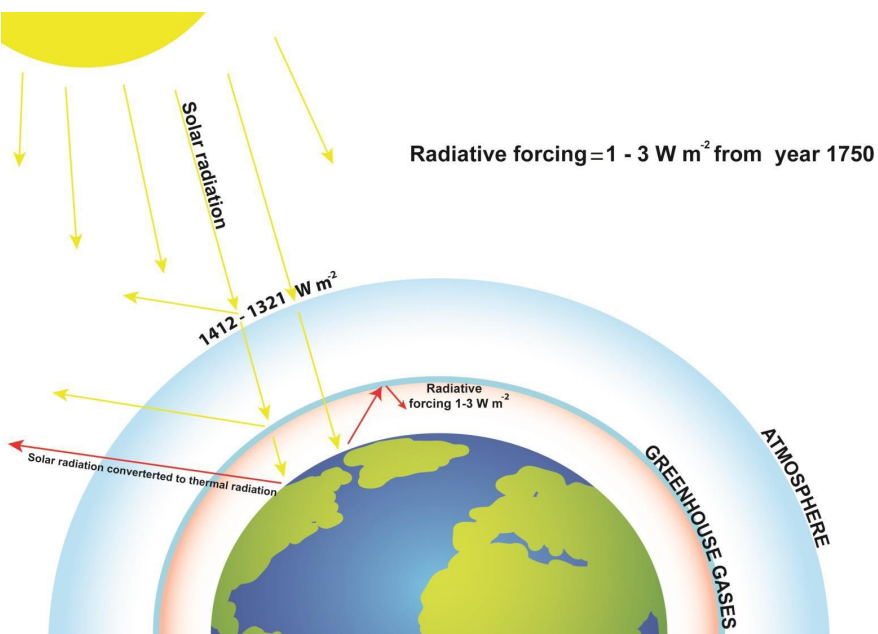 Solar radiation
Radiative forcing=1 - 3 W m⁻² from year 1750
1412 - 1321 W m⁻²
Radiative
forcing 1-3 W m⁻²
Solar radiation converterted to thermal radiation
GREENHOUSE GASES
ATMOSPHERE